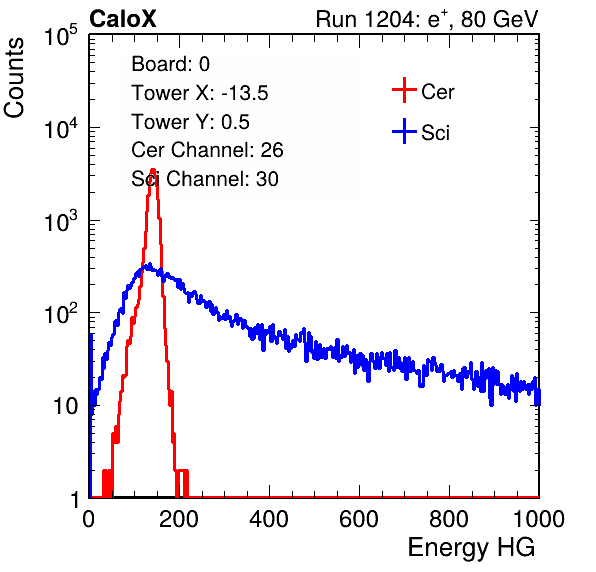 CaloX Run 1204: e⁺, 80 GeV
Counts
Board: 0
Tower X: -13.5
Tower Y: 0.5
Cer Channel: 26
Sci Channel: 30
Cer
Sci
10⁵
10⁴
10³
10²
10
1
0 200 400 600 800 1000
Energy HG